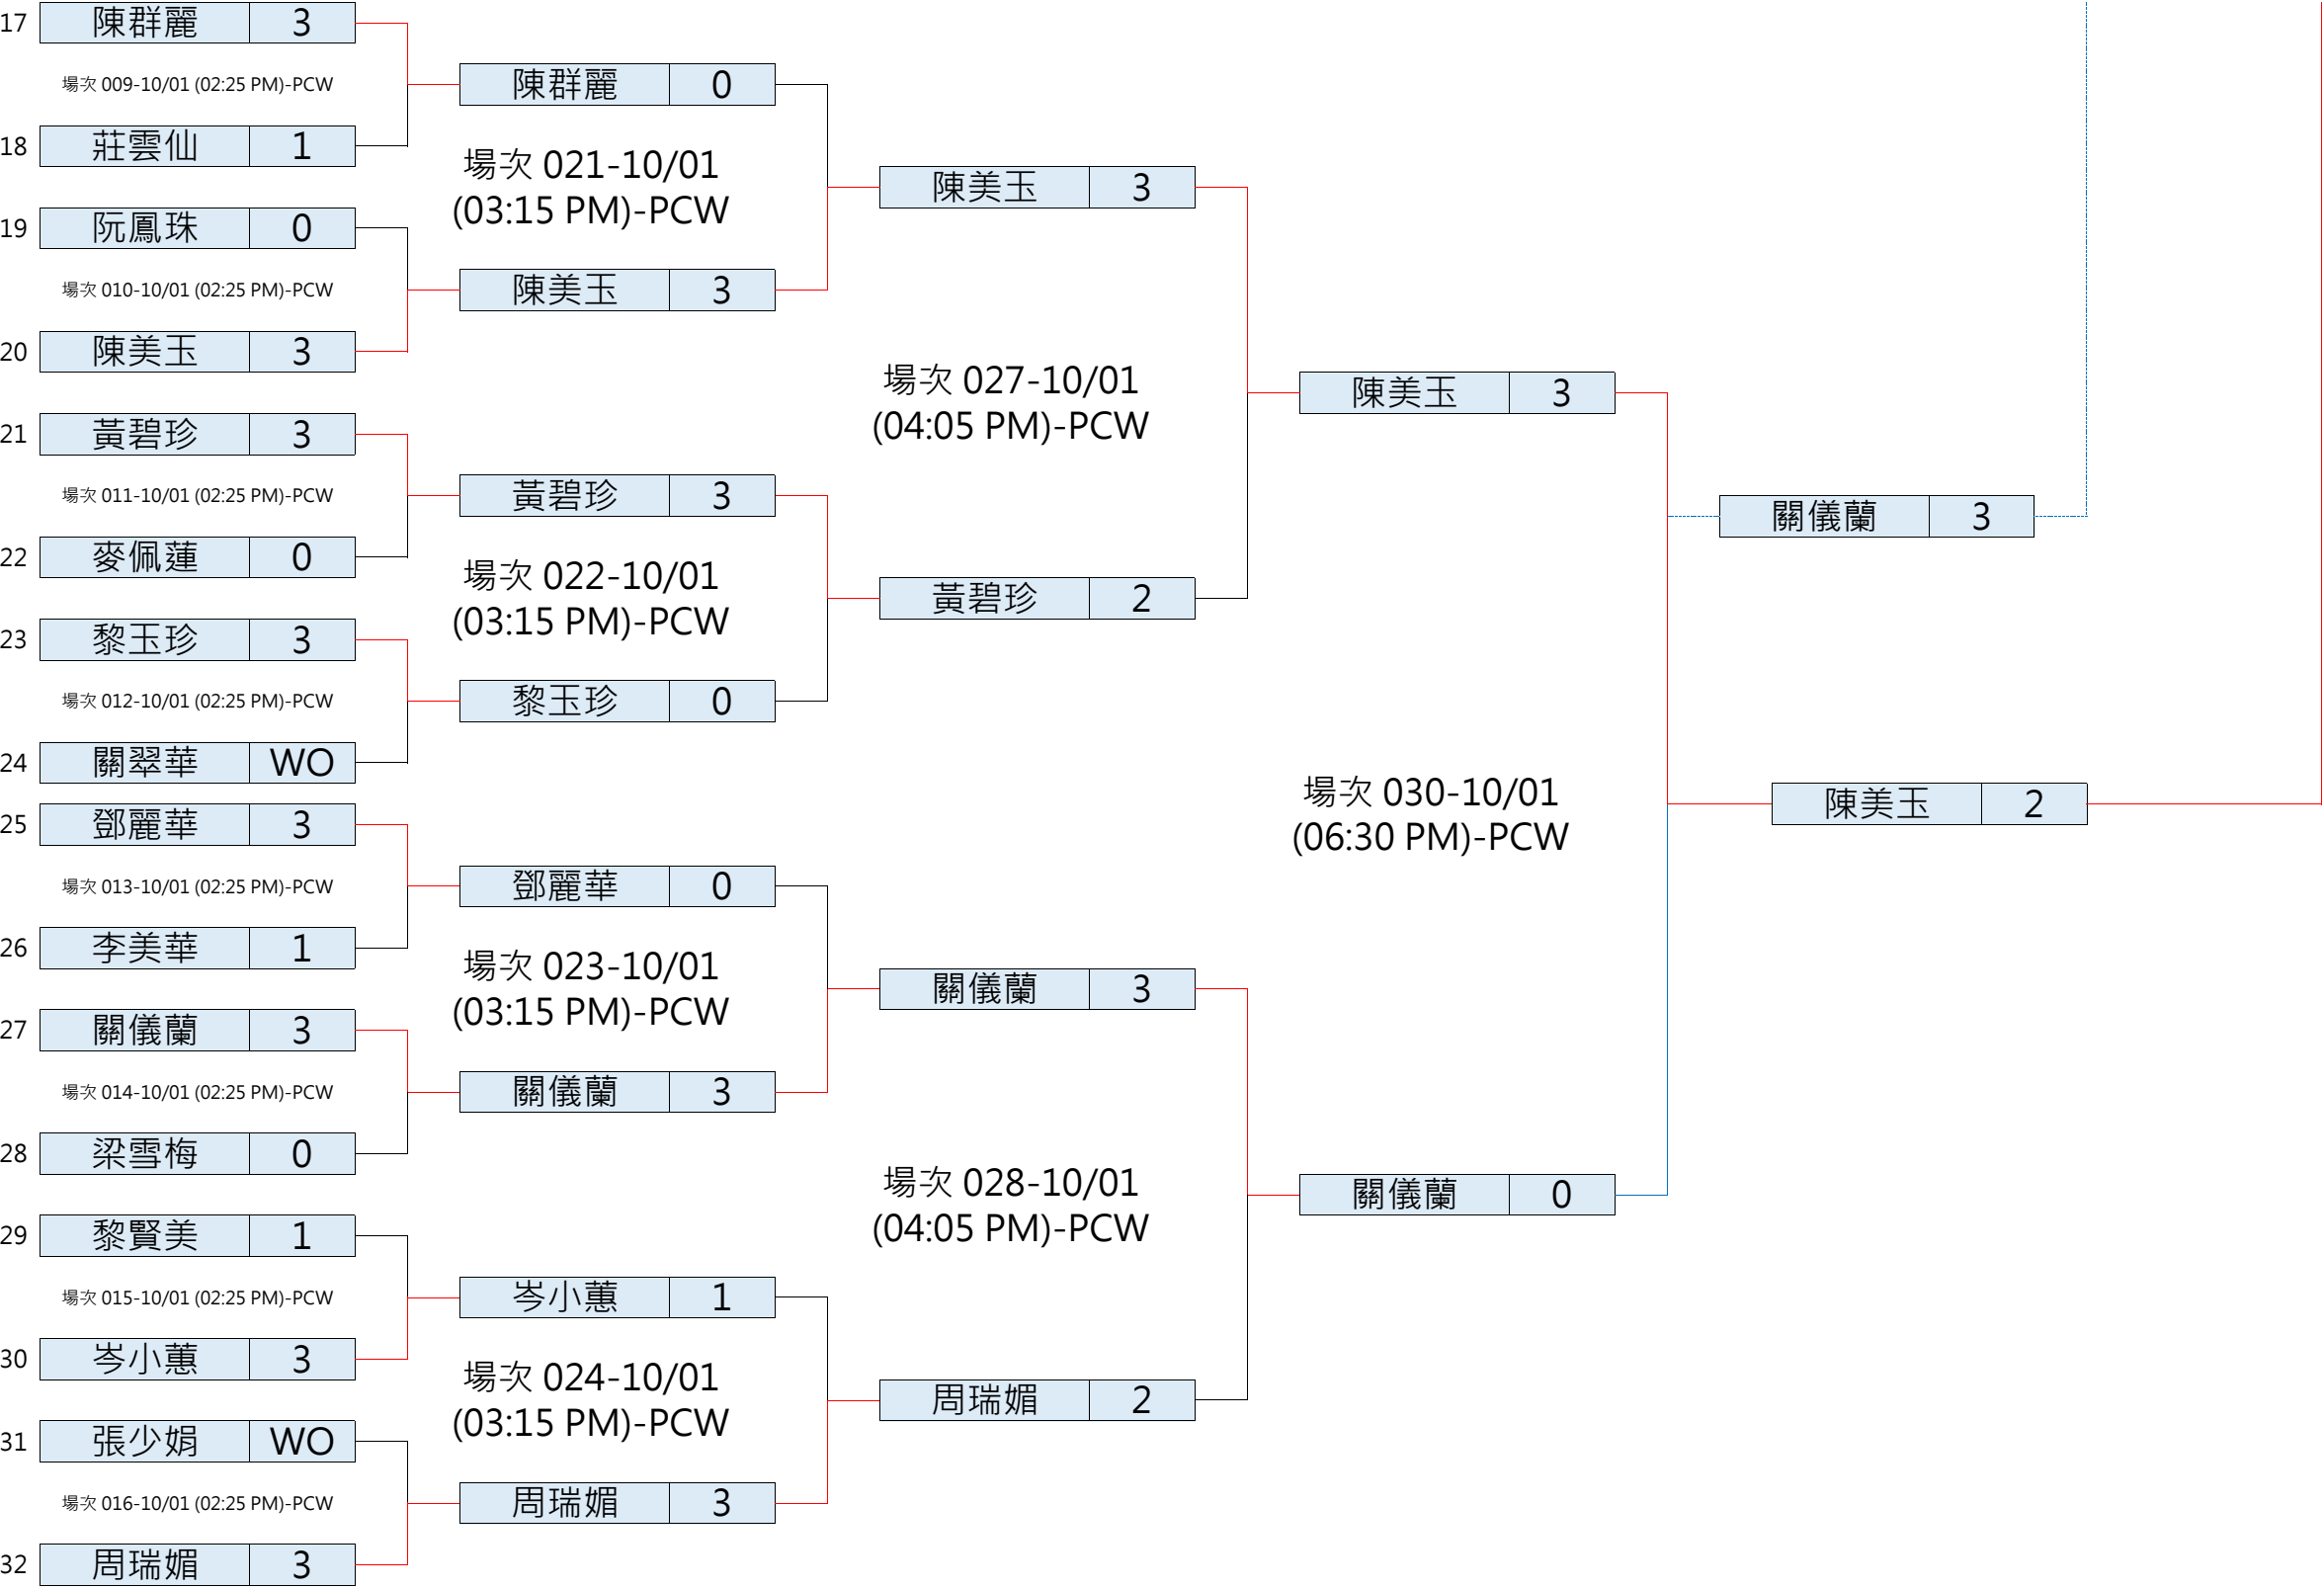 17 陳群麗 3
場次 009-10/01 (02:25 PM)-PCW
18 莊雲仙 1
19 阮鳳珠 0
場次 010-10/01 (02:25 PM)-PCW
20 陳美玉 3
21 黃碧珍 3
場次 011-10/01 (02:25 PM)-PCW
22 麥佩蓮 0
23 黎玉珍 3
場次 012-10/01 (02:25 PM)-PCW
24 關翠華 WO
25 鄧麗華 3
場次 013-10/01 (02:25 PM)-PCW
26 李美華 1
27 關儀蘭 3
場次 014-10/01 (02:25 PM)-PCW
28 梁雪梅 0
29 黎賢美 1
場次 015-10/01 (02:25 PM)-PCW
30 岑小蕙 3
31 張少娟 WO
場次 016-10/01 (02:25 PM)-PCW
32 周瑞媚 3
陳群麗 0
場次 021-10/01
(03:15 PM)-PCW
陳美玉 3
黃碧珍 3
場次 022-10/01
(03:15 PM)-PCW
黎玉珍 0
鄧麗華 0
場次 023-10/01
(03:15 PM)-PCW
關儀蘭 3
岑小蕙 1
場次 024-10/01
(03:15 PM)-PCW
周瑞媚 3
陳美玉 3
場次 027-10/01
(04:05 PM)-PCW
黃碧珍 2
關儀蘭 3
場次 028-10/01
(04:05 PM)-PCW
周瑞媚 2
陳美玉 3
場次 030-10/01
(06:30 PM)-PCW
關儀蘭 0
關儀蘭 3
陳美玉 2